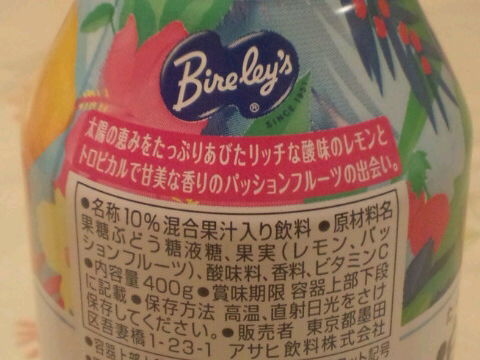 Bireley's
®
SINCE 1951
太陽の恵みをたっぷりあびたリッチな酸味のレモンと
トロピカルで甘美な香りのパッションフルーツの出会い。
●名称 10%混合果汁入り飲料 ●原材料名
果糖ぶどう糖液糖、果実(レモン、パッ
ションフルーツ)、酸味料、香料、ビタミンC
●内容量 400g ●賞味期限 容器上部下段
に記載 ●保存方法 高温、直射日光をさけ
保存してください。 ●販売者 東京都墨田
区吾妻橋1-23-1 アサヒ飲料株式会社